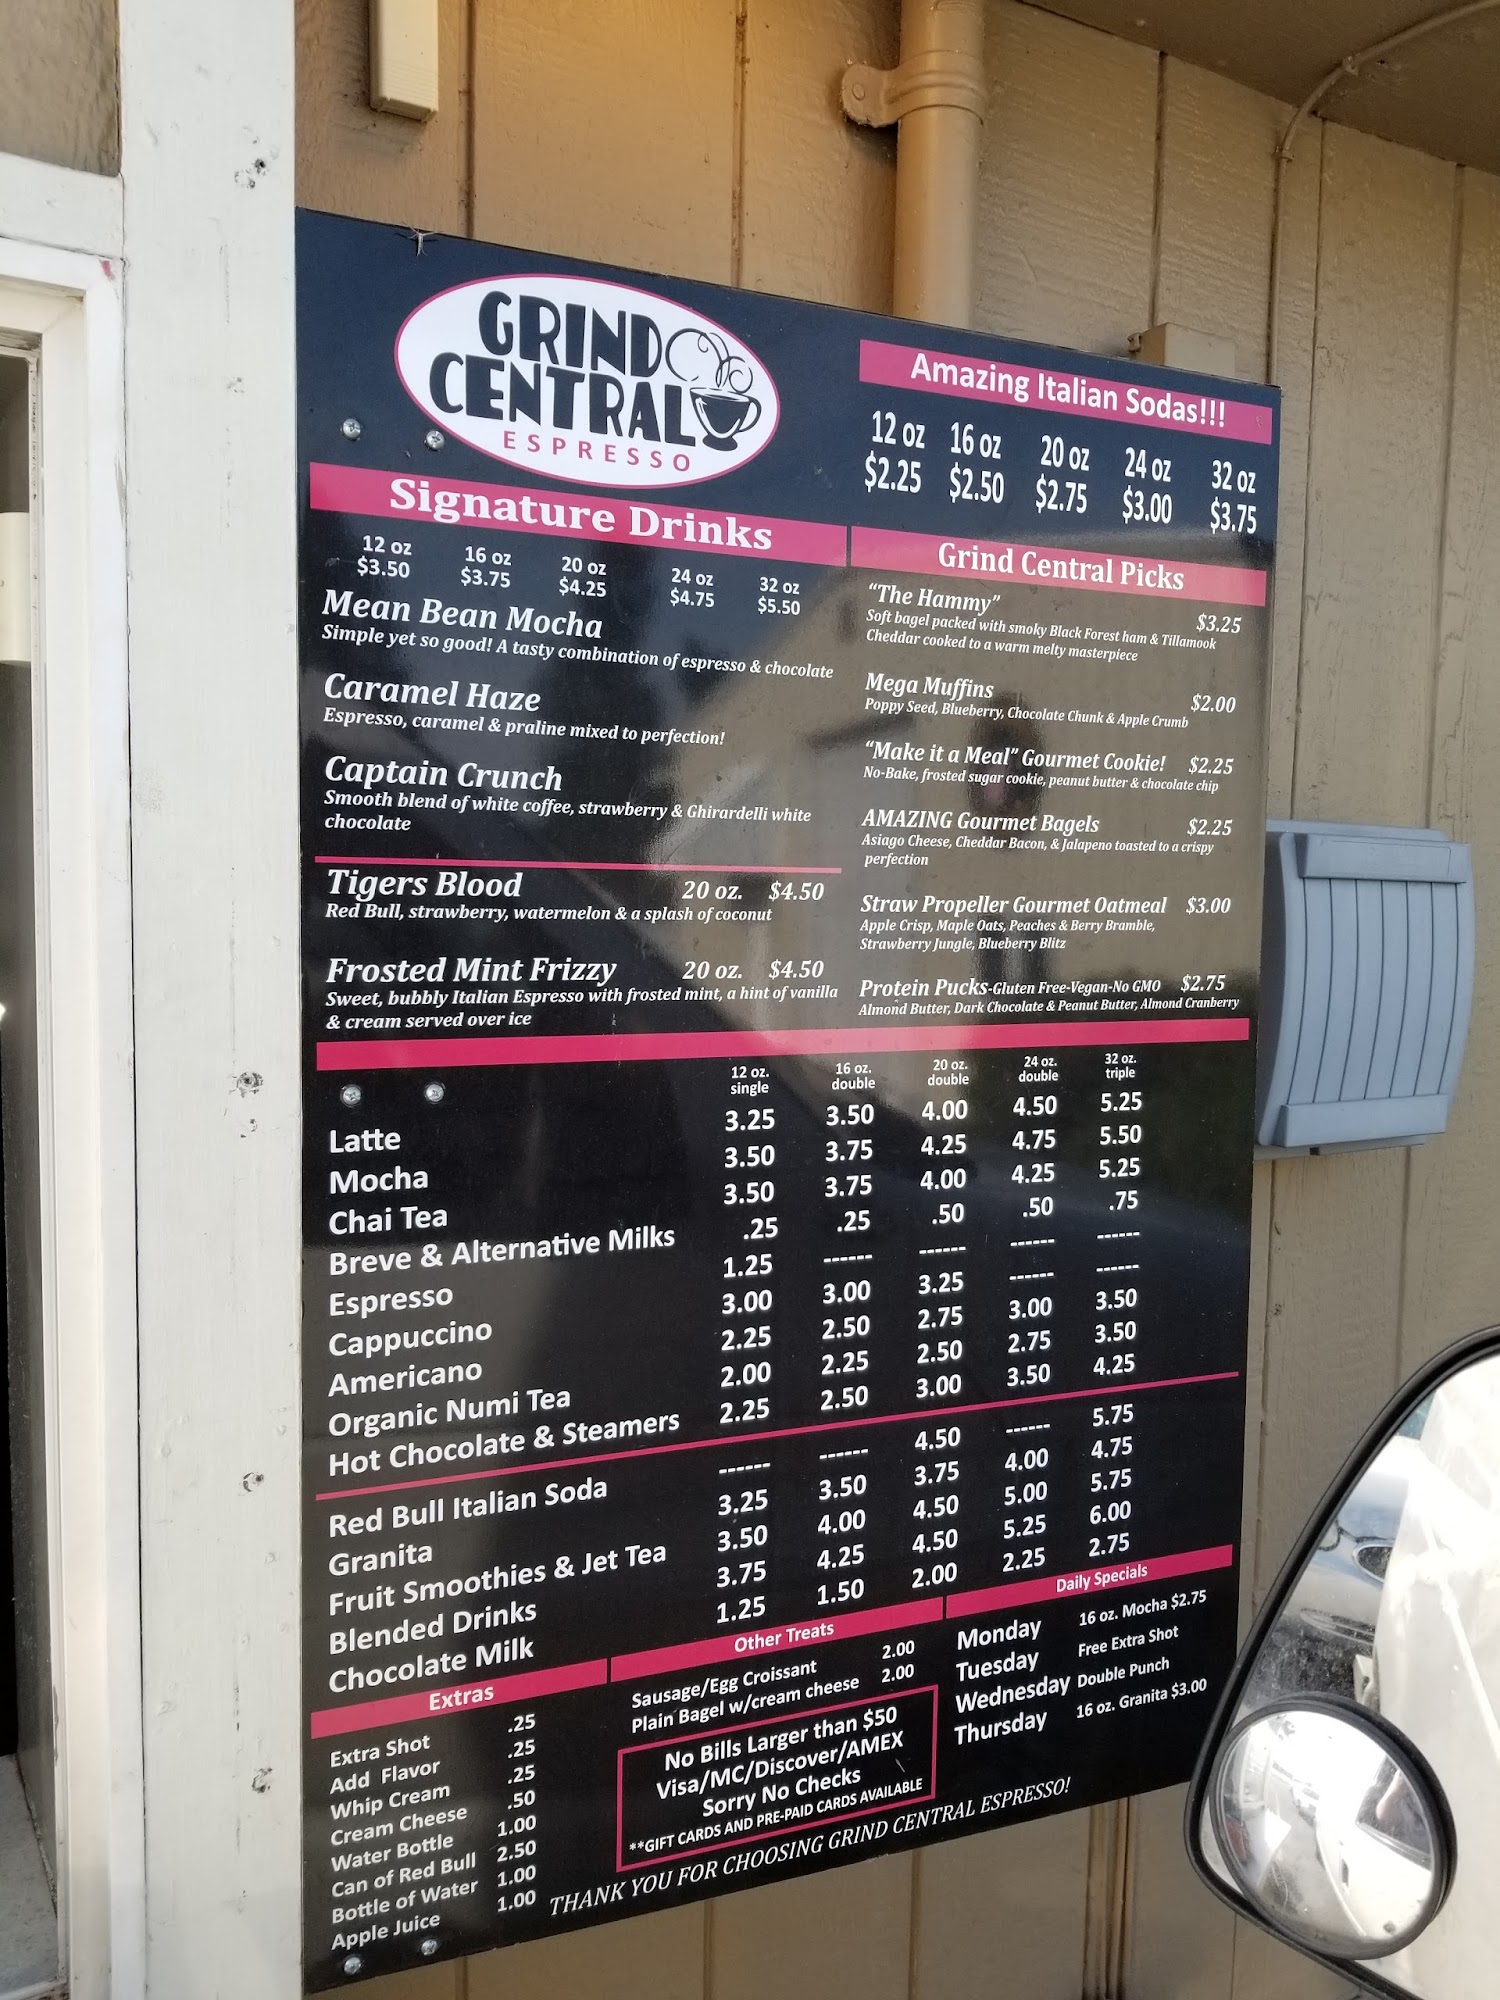 GRIND
CENTRAL
ESPRESSO
Amazing Italian Sodas!!!
12 oz 16 oz 20 oz 24 oz 32 oz
$2.25 $2.50 $2.75 $3.00 $3.75
Signature Drinks
12 oz 16 oz 20 oz 24 oz 32 oz
$3.50 $3.75 $4.25 $4.75 $5.50
Mean Bean Mocha
Simple yet so good! A tasty combination of espresso & chocolate
Caramel Haze
Espresso, caramel & praline mixed to perfection!
Captain Crunch
Smooth blend of white coffee, strawberry & Ghirardelli white
chocolate
Tigers Blood 20 oz. $4.50
Red Bull, strawberry, watermelon & a splash of coconut
Frosted Mint Frizzy 20 oz. $4.50
Sweet, bubbly Italian Espresso with frosted mint, a hint of vanilla
& cream served over ice
Grind Central Picks
"The Hammy" $3.25
Soft bagel packed with smoky Black Forest ham & Tillamook
Cheddar cooked to a warm melty masterpiece
Mega Muffins $2.00
Poppy Seed, Blueberry, Chocolate Chunk & Apple Crumb
"Make it a Meal" Gourmet Cookie! $2.25
No-Bake, frosted sugar cookie, peanut butter & chocolate chip
AMAZING Gourmet Bagels $2.25
Asiago Cheese, Cheddar Bacon, & Jalapeno toasted to a crispy
perfection
Straw Propeller Gourmet Oatmeal $3.00
Apple Crisp, Maple Oats, Peaches & Berry Bramble,
Strawberry Jungle, Blueberry Blitz
Protein Pucks-Gluten Free-Vegan-No GMO $2.75
Almond Butter, Dark Chocolate & Peanut Butter, Almond Cranberry
12 oz. 16 oz. 20 oz. 24 oz. 32 oz.
single double double double triple
Latte 3.25 3.50 4.00 4.50 5.25
Mocha 3.50 3.75 4.25 4.75 5.50
Chai Tea 3.50 3.75 4.00 4.25 5.25
Breve & Alternative Milks .25 .25 .50 .50 .75
Espresso 1.25 ------ ------ ------ ------
Cappuccino 3.00 3.00 3.25 ------ ------
Americano 2.25 2.50 2.75 3.00 3.50
Organic Numi Tea 2.00 2.25 2.50 2.75 3.50
Hot Chocolate & Steamers 2.25 2.50 3.00 3.50 4.25
Red Bull Italian Soda ------ ------ 4.50 ------ 5.75
Granita 3.25 3.50 3.75 4.00 4.75
Fruit Smoothies & Jet Tea 3.50 4.00 4.50 5.00 5.75
Blended Drinks 3.75 4.25 4.50 5.25 6.00
Chocolate Milk 1.25 1.50 2.00 2.25 2.75
Extras
Extra Shot .25
Add Flavor .25
Whip Cream .25
Cream Cheese .50
Water Bottle 1.00
Can of Red Bull 2.50
Bottle of Water 1.00
Apple Juice 1.00
Other Treats
Sausage/Egg Croissant 2.00
Plain Bagel w/cream cheese 2.00
No Bills Larger than $50
Visa/MC/Discover/AMEX
Sorry No Checks
**GIFT CARDS AND PRE-PAID CARDS AVAILABLE
Daily Specials
Monday 16 oz. Mocha $2.75
Tuesday Free Extra Shot
Wednesday Double Punch
Thursday 16 oz. Granita $3.00
THANK YOU FOR CHOOSING GRIND CENTRAL ESPRESSO!